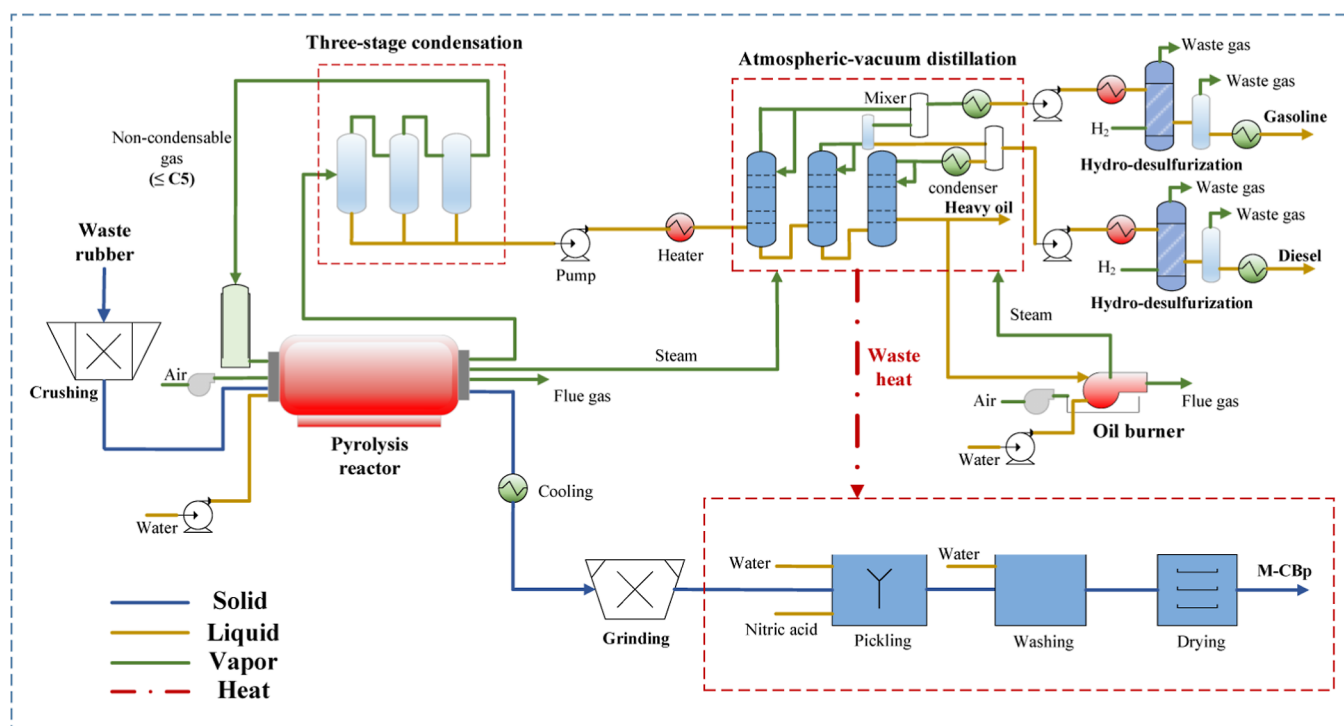 Three-stage condensation
Atmospheric-vacuum distillation
Waste gas
Waste gas
Mixer
Gasoline
H2
Hydro-desulfurization
Non-condensable
gas
(≤ C5)
condenser
Heavy oil
Waste gas
Waste gas
Waste
rubber
Heater
Pump
H2
Diesel
Hydro-desulfurization
Steam
Steam
Waste
heat
Crushing
Air
Flue gas
Air
Flue gas
Pyrolysis
reactor
Oil burner
Water
Cooling
Water
Water
Water
M-CBp
Nitric acid
Grinding
Pickling
Washing
Drying
Solid
Liquid
Vapor
Heat